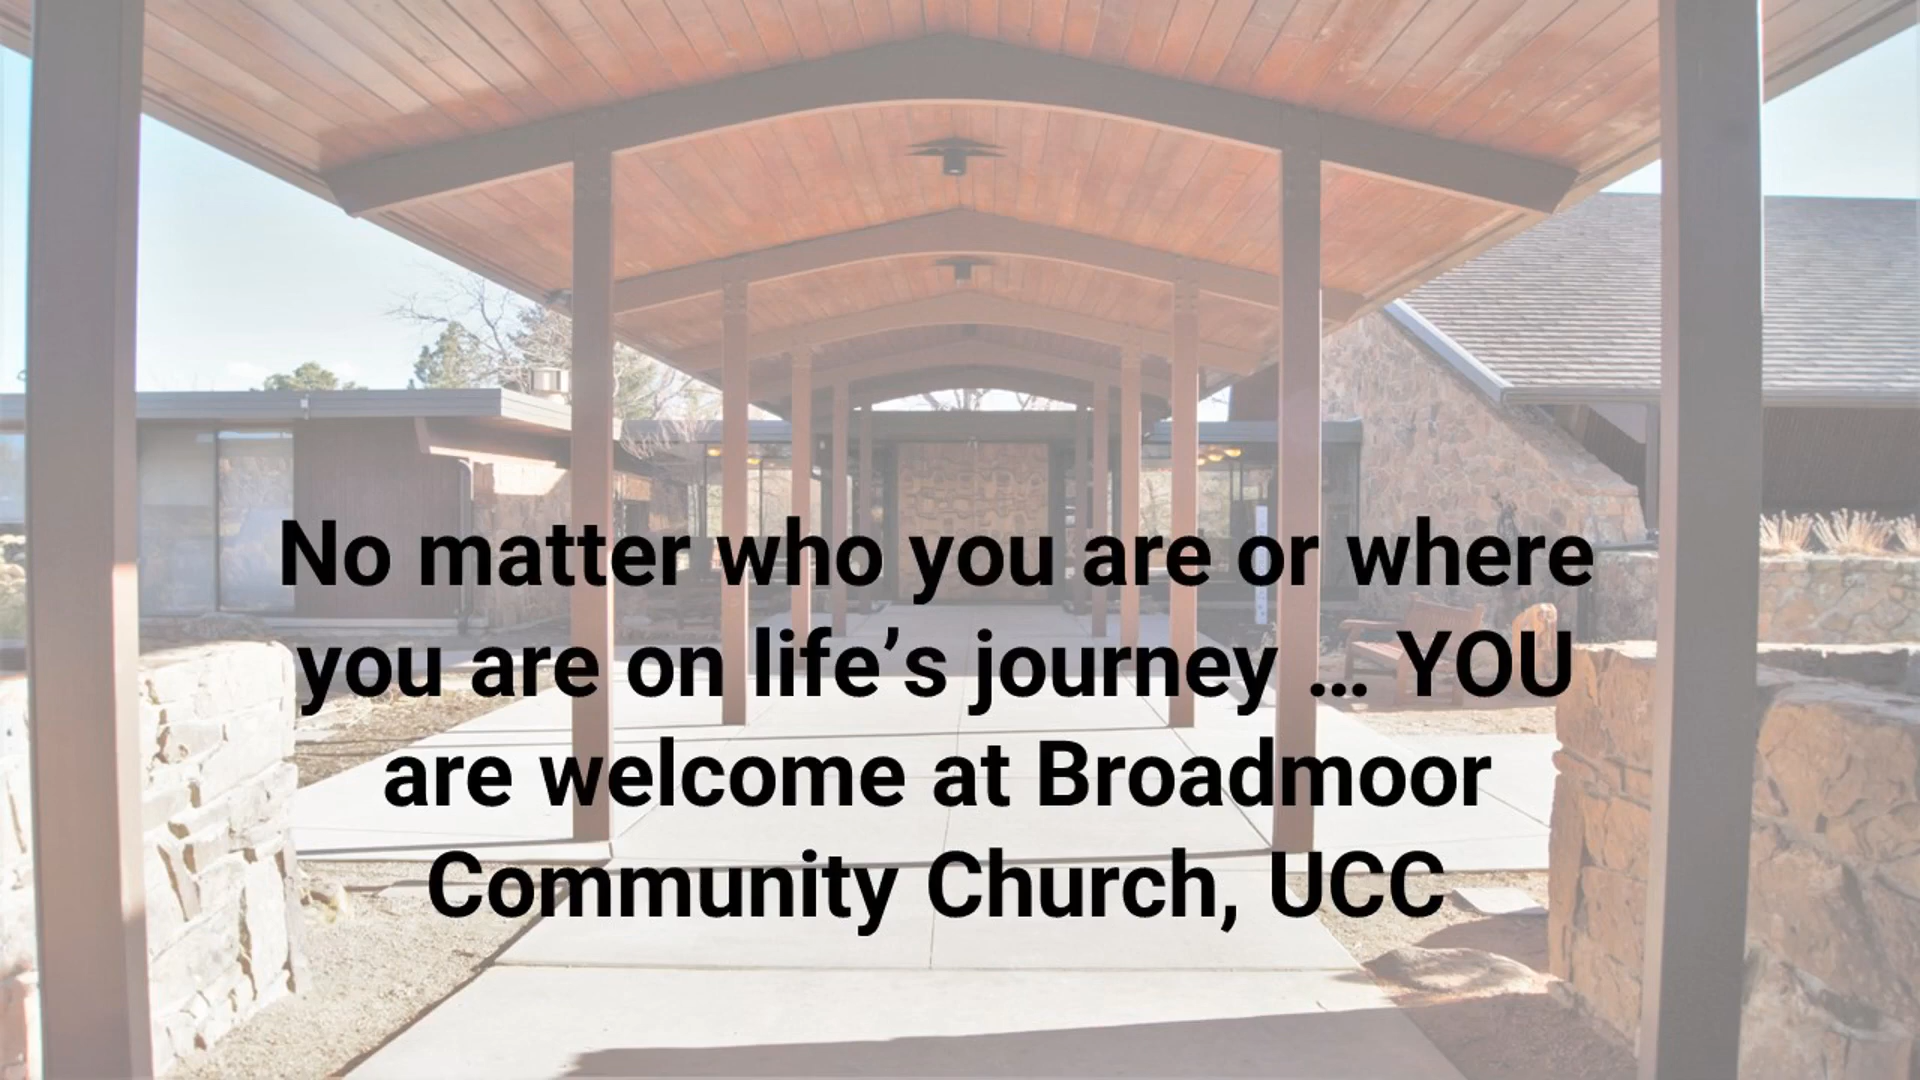 No matter who you are or where
you are on life’s journey … YOU
are welcome at Broadmoor
Community Church, UCC